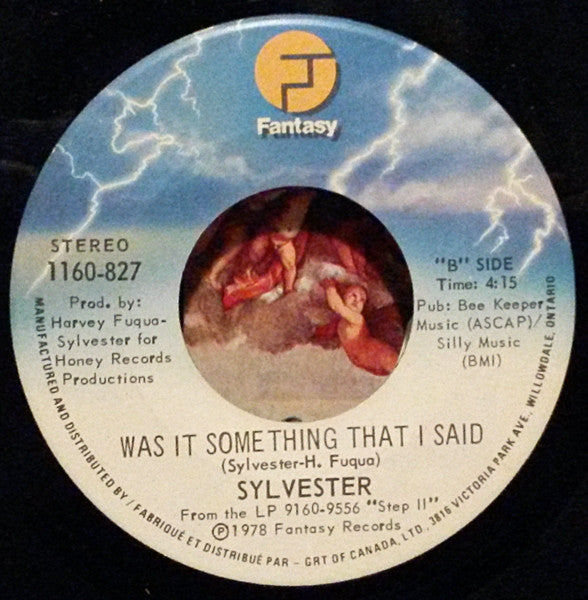 Fantasy
STEREO
1160-827
Prod. by:
Harvey Fuqua-
Sylvester for
Honey Records
Productions
"B" SIDE
Time: 4:15
Pub: Bee Keeper
Music (ASCAP)/
Silly Music
(BMI)
WAS IT SOMETHING THAT I SAID
(Sylvester-H. Fuqua)
SYLVESTER
From the LP 9160-9556 "Step II"
Ⓟ1978 Fantasy Records
MANUFACTURED AND DISTRIBUTED BY / FABRIQUÉ ET DISTRIBUÉ PAR - GRT OF CANADA, LTD., 3816 VICTORIA PARK AVE., WILLOWDALE, ONTARIO